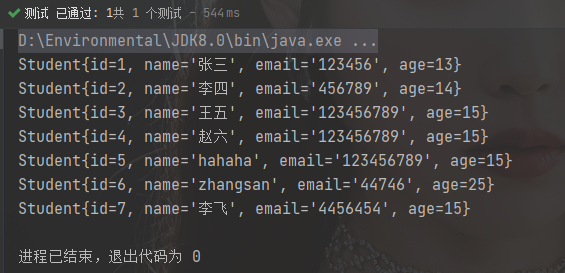 测试 已通过: 1共 1 个测试 – 544 ms
D:\Environmental\JDK8.0\bin\java.exe ...
Student{id=1, name='张三', email='123456', age=13}
Student{id=2, name='李四', email='456789', age=14}
Student{id=3, name='王五', email='123456789', age=15}
Student{id=4, name='赵六', email='123456789', age=15}
Student{id=5, name='hahaha', email='123456789', age=15}
Student{id=6, name='zhangsan', email='44746', age=25}
Student{id=7, name='李飞', email='4456454', age=15}
进程已结束，退出代码为 0